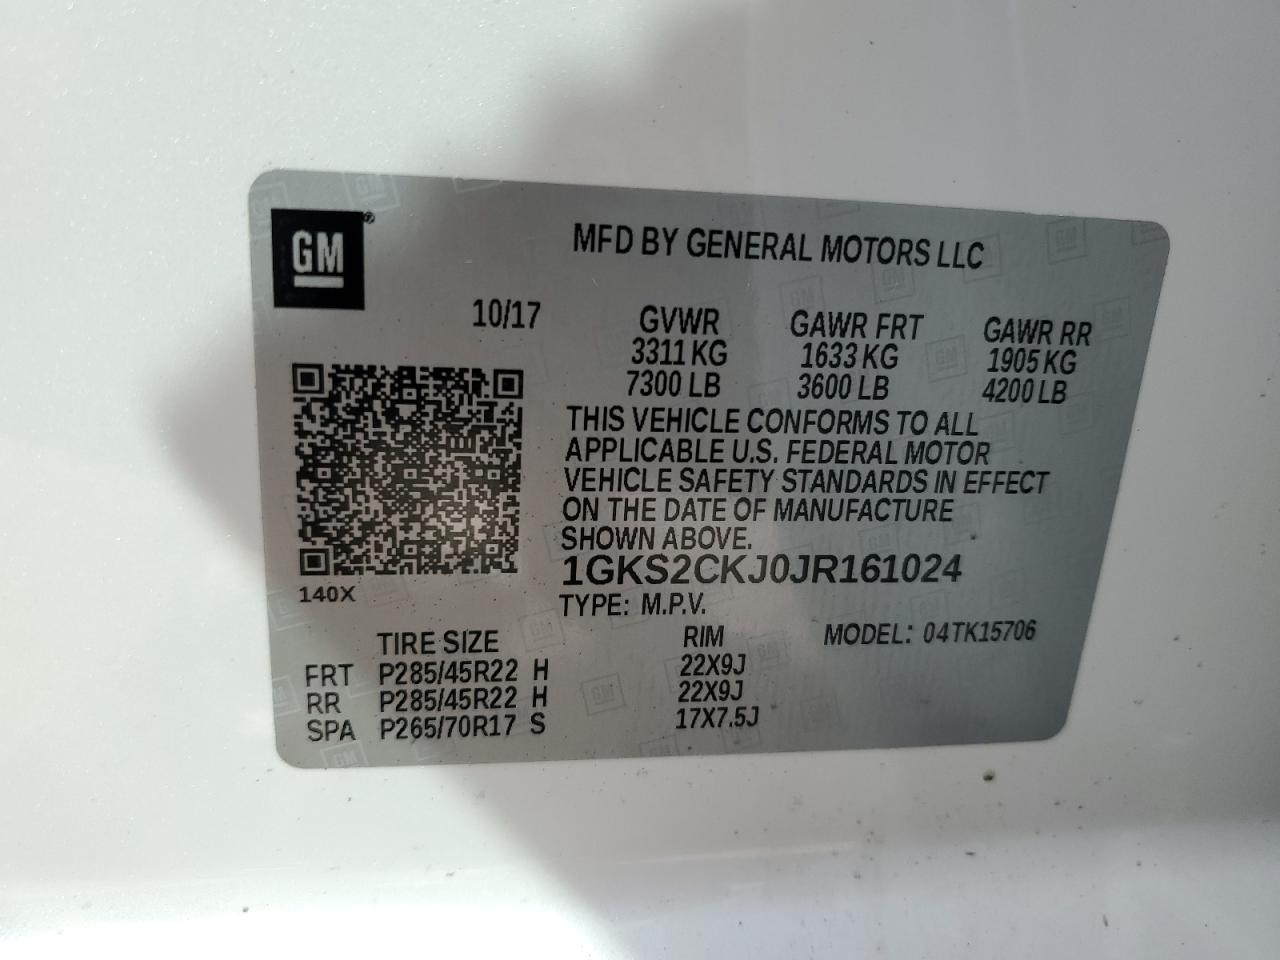 GM
MFD BY GENERAL MOTORS LLC
10/17 GVWR GAWR FRT GAWR RR
3311 KG 1633 KG 1905 KG
7300 LB 3600 LB 4200 LB
THIS VEHICLE CONFORMS TO ALL
APPLICABLE U.S. FEDERAL MOTOR
VEHICLE SAFETY STANDARDS IN EFFECT
ON THE DATE OF MANUFACTURE
SHOWN ABOVE.
1GKS2CKJ0JR161024
140X
TYPE: M.P.V.
TIRE SIZE RIM MODEL: 04TK15706
FRT P285/45R22 H 22X9J
RR P285/45R22 H 22X9J
SPA P265/70R17 S 17X7.5J